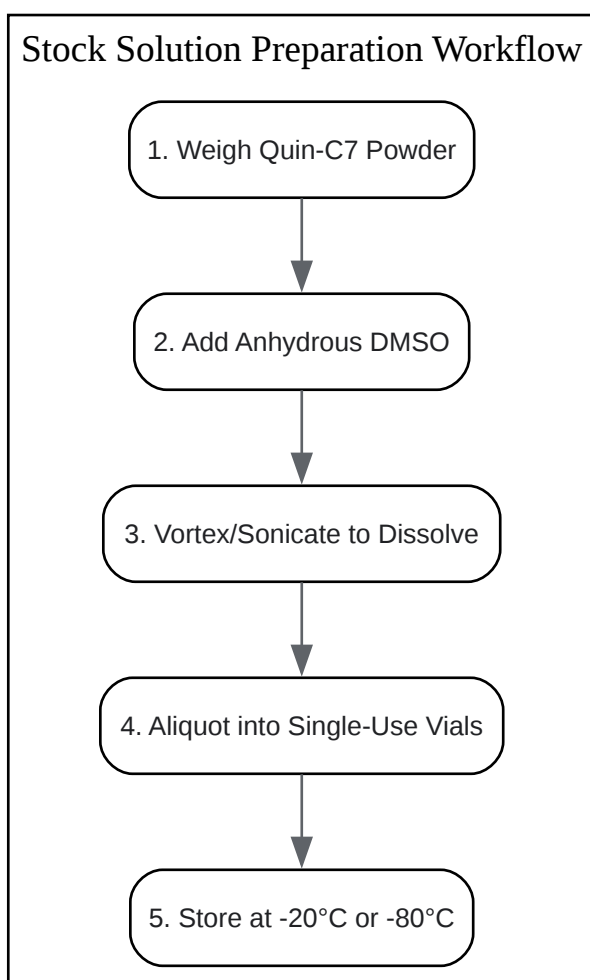 Stock Solution Preparation Workflow
1. Weigh Quin-C7 Powder
2. Add Anhydrous DMSO
3. Vortex/Sonicate to Dissolve
4. Aliquot into Single-Use Vials
5. Store at -20°C or -80°C